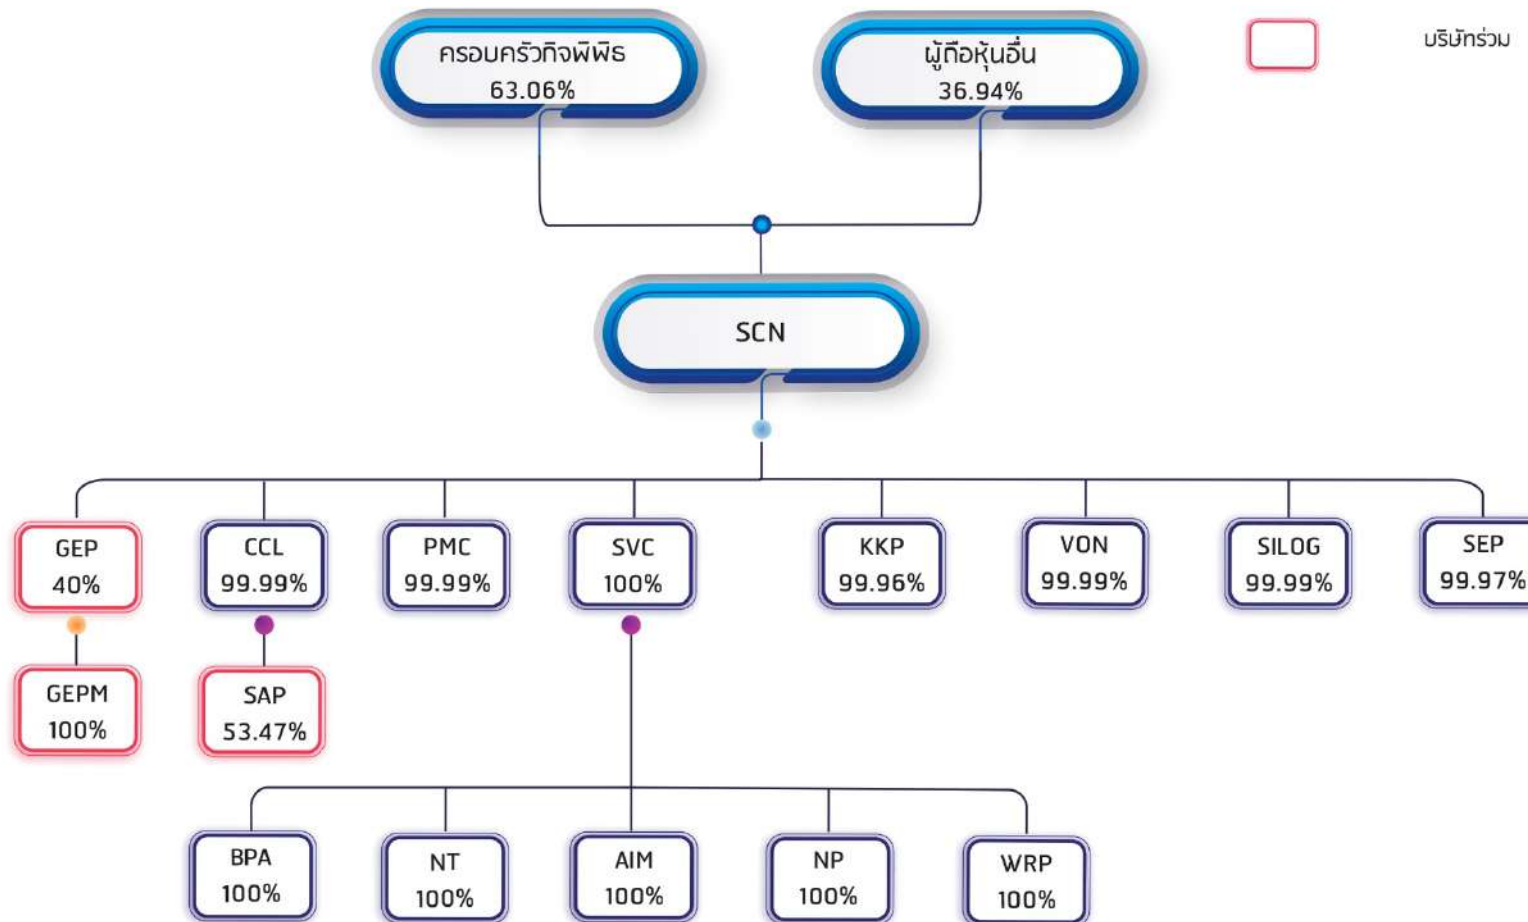 ครอบครัวกิจพิพิธ
63.06%
ผู้ถือหุ้นอื่น
36.94%
บริษัทร่วม
SCN
GEP
40%
CCL
99.99%
PMC
99.99%
SVC
100%
KKP
99.96%
VON
99.99%
SILOG
99.99%
SEP
99.97%
GEPM
100%
SAP
53.47%
BPA
100%
NT
100%
AIM
100%
NP
100%
WRP
100%